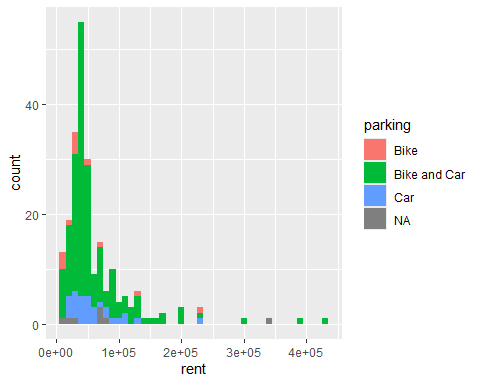 parking
Bike
Bike and Car
Car
NA
count
40
20
0
0e+00 1e+05 2e+05 3e+05 4e+05
rent